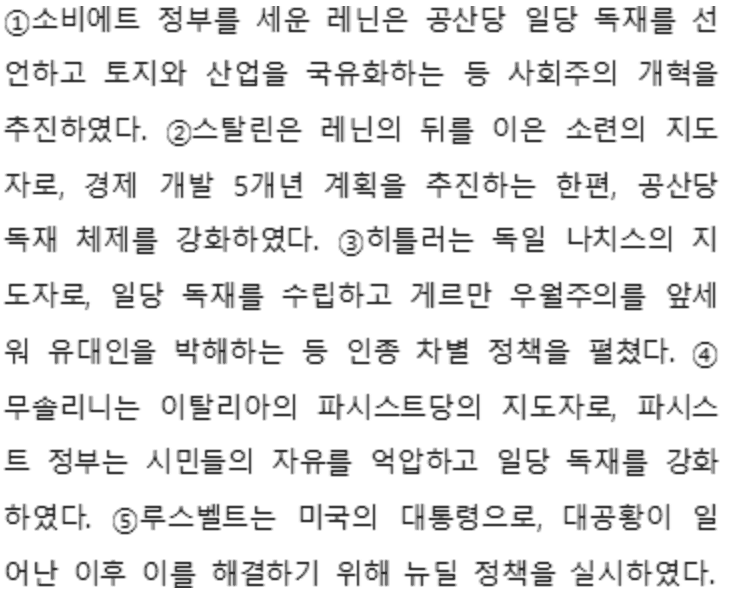 ①소비에트 정부를 세운 레닌은 공산당 일당 독재를 선
언하고 토지와 산업을 국유화하는 등 사회주의 개혁을
추진하였다. ②스탈린은 레닌의 뒤를 이은 소련의 지도
자로, 경제 개발 5개년 계획을 추진하는 한편, 공산당
독재 체제를 강화하였다. ③히틀러는 독일 나치스의 지
도자로, 일당 독재를 수립하고 게르만 우월주의를 앞세
워 유대인을 박해하는 등 인종 차별 정책을 펼쳤다. ④
무솔리니는 이탈리아의 파시스트당의 지도자로, 파시스
트 정부는 시민들의 자유를 억압하고 일당 독재를 강화
하였다. ⑤루스벨트는 미국의 대통령으로, 대공황이 일
어난 이후 이를 해결하기 위해 뉴딜 정책을 실시하였다.